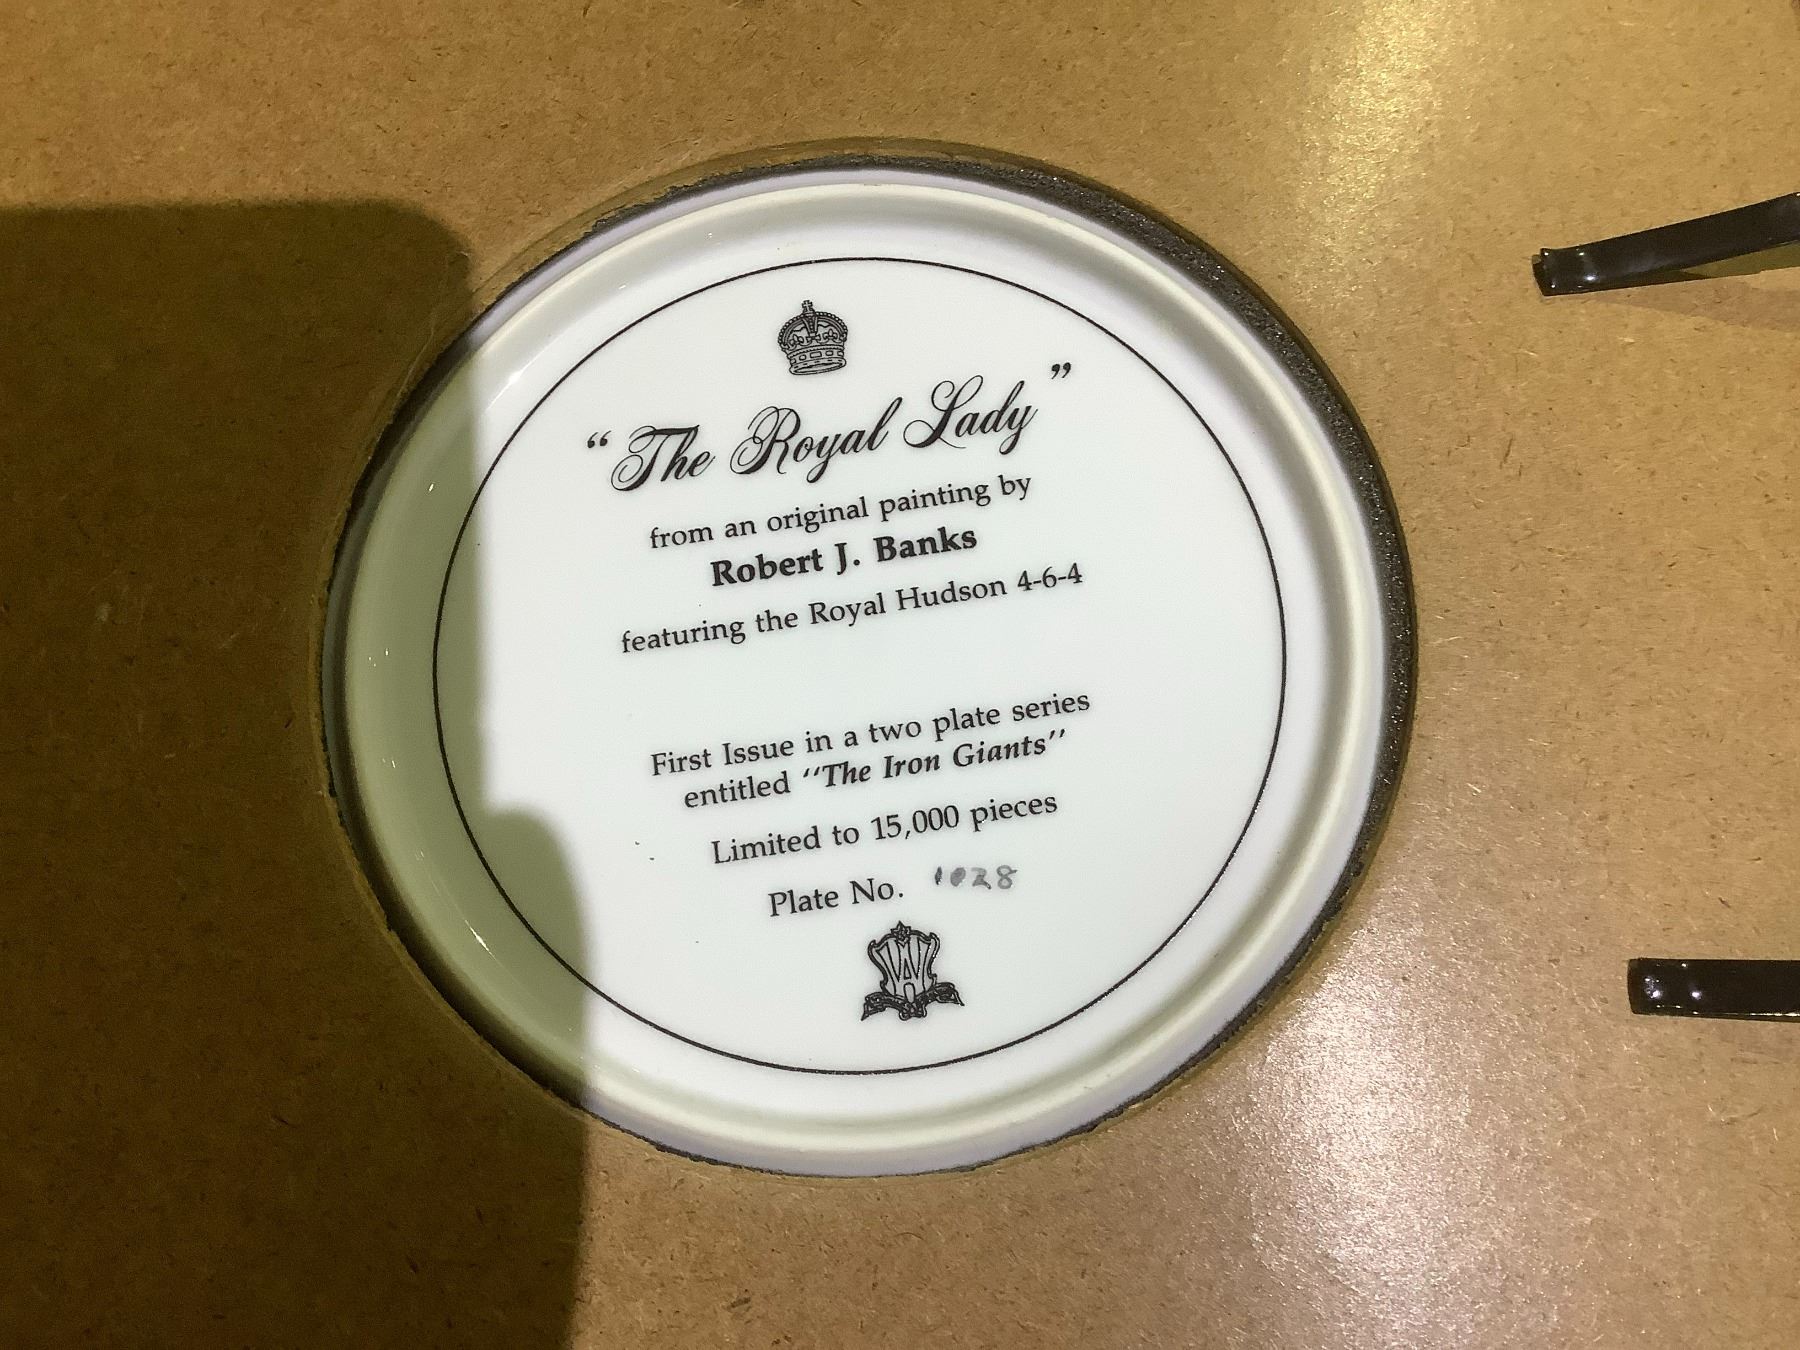 “The Royal Lady”
from an original painting by
Robert J. Banks
featuring the Royal Hudson 4-6-4
First Issue in a two plate series
entitled ‘‘The Iron Giants’’
Limited to 15,000 pieces
Plate No. 1028